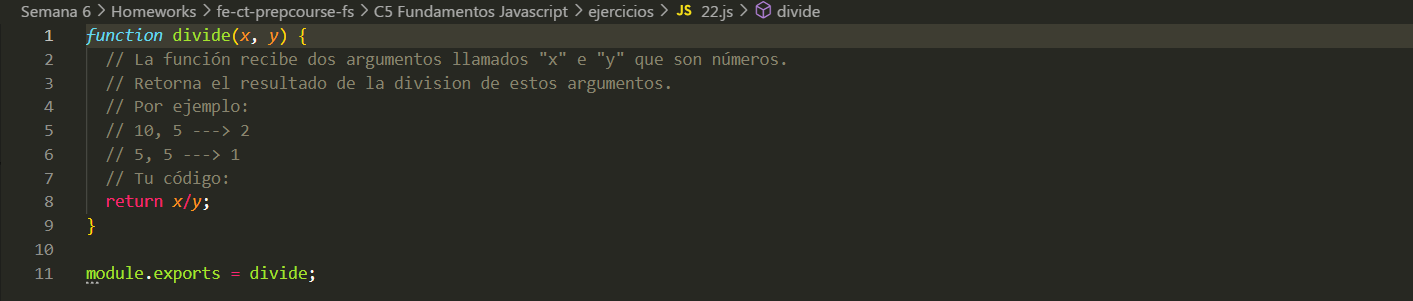 Semana 6 > Homeworks > fe-ct-prepcourse-fs > C5 Fundamentos Javascript > ejercicios > JS 22.js > divide
1 function divide(x, y) {
2 // La función recibe dos argumentos llamados "x" e "y" que son números.
3 // Retorna el resultado de la division de estos argumentos.
4 // Por ejemplo:
5 // 10, 5 ---> 2
6 // 5, 5 ---> 1
7 // Tu código:
8 return x/y;
9 }
10
11 module.exports = divide;